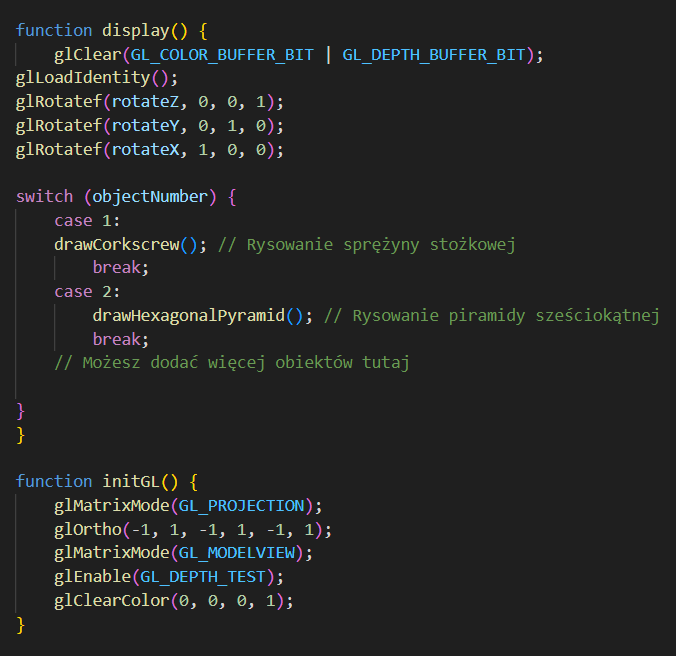 function display() {
    glClear(GL_COLOR_BUFFER_BIT | GL_DEPTH_BUFFER_BIT);
glLoadIdentity();
glRotatef(rotateZ, 0, 0, 1);
glRotatef(rotateY, 0, 1, 0);
glRotatef(rotateX, 1, 0, 0);

switch (objectNumber) {
    case 1:
    drawCorkscrew(); // Rysowanie sprężyny stożkowej
        break;
    case 2:
        drawHexagonalPyramid(); // Rysowanie piramidy sześciokątnej
        break;
    // Możesz dodać więcej obiektów tutaj

}
}

function initGL() {
    glMatrixMode(GL_PROJECTION);
    glOrtho(-1, 1, -1, 1, -1, 1);
    glMatrixMode(GL_MODELVIEW);
    glEnable(GL_DEPTH_TEST);
    glClearColor(0, 0, 0, 1);
}